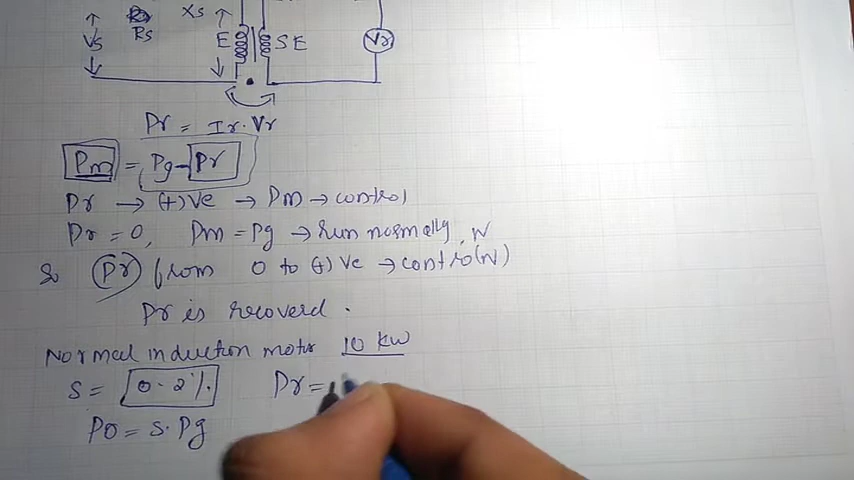 Xs
Vs Rs E SE Vr
Pr = Ir. Vr
Pm = Pg - Pr
Pr → (+)ve → Pm → control
Pr = 0, Pm = Pg → run normally, N
So Pr from 0 to (+)ve → control(N)
Pr is recoverd.
Normal induction motor 10 kW
S = 0.2%. Pr =
PO = S. Pg